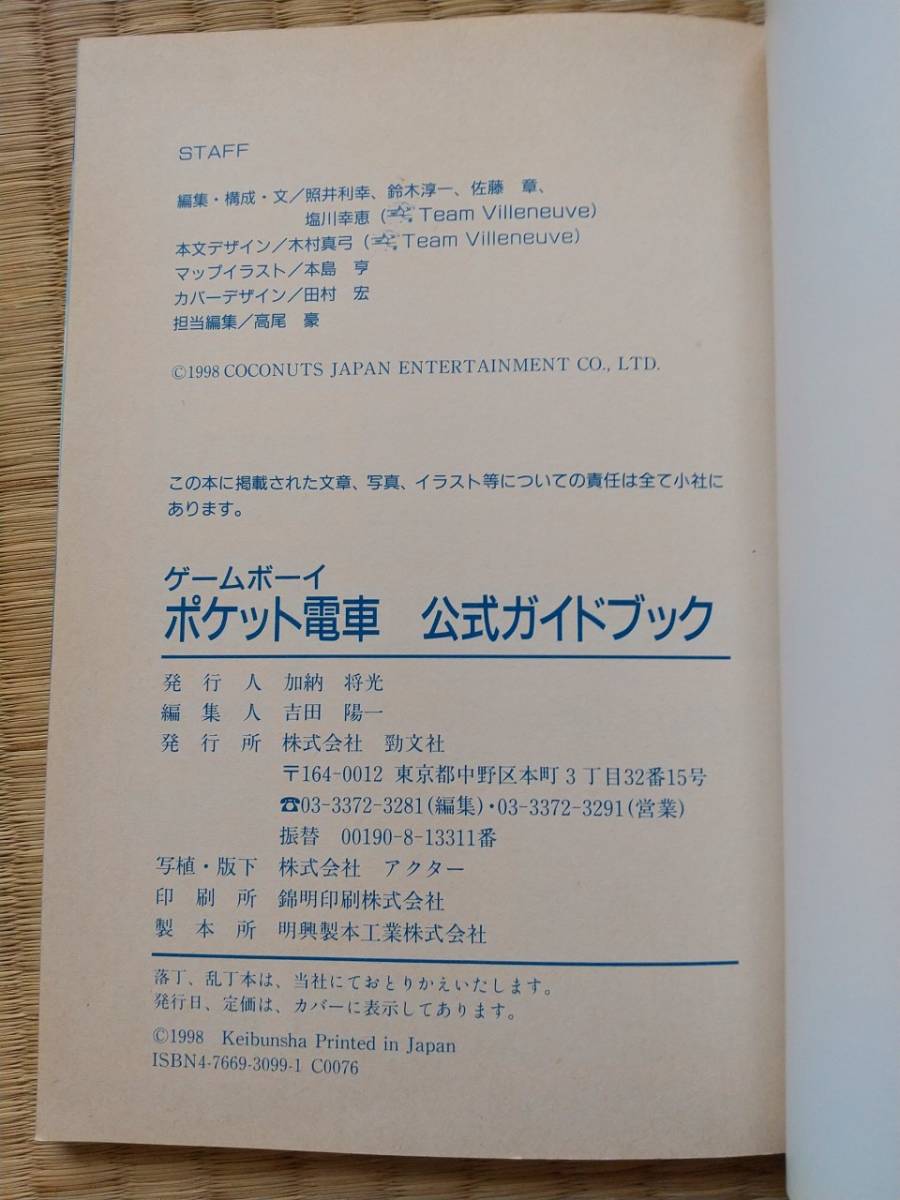 STAFF
編集・構成・文/照井利幸、鈴木淳一、佐藤 章、
塩川幸恵(Team Villeneuve)
本文デザイン/木村真弓(Team Villeneuve)
マップイラスト/本島 亨
カバーデザイン/田村 宏
担当編集/高尾 豪
©1998 COCONUTS JAPAN ENTERTAINMENT CO., LTD.
この本に掲載された文章、写真、イラスト等についての責任は全て小社に
あります。
ゲームボーイ
ポケット電車 公式ガイドブック
発行人 加納 将光
編集人 吉田 陽一
発行所 株式会社 勁文社
〒164-0012 東京都中野区本町3丁目32番15号
☎03-3372-3281(編集)・03-3372-3291(営業)
振替 00190-8-13311番
写植・版下 株式会社 アクター
印刷所 錦明印刷株式会社
製本所 明興製本工業株式会社
落丁、乱丁本は、当社にておとりかえいたします。
発行日、定価は、カバーに表示してあります。
©1998 Keibunsha Printed in Japan
ISBN4-7669-3099-1 C0076